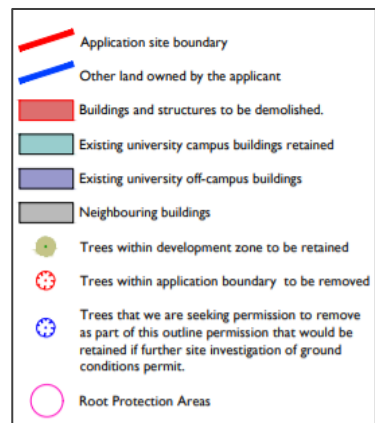 Application site boundary
Other land owned by the applicant
Buildings and structures to be demolished.
Existing university campus buildings retained
Existing university off-campus buildings
Neighbouring buildings
Trees within development zone to be retained
Trees within application boundary to be removed
Trees that we are seeking permission to remove
as part of this outline permission that would be
retained if further site investigation of ground
conditions permit.
Root Protection Areas